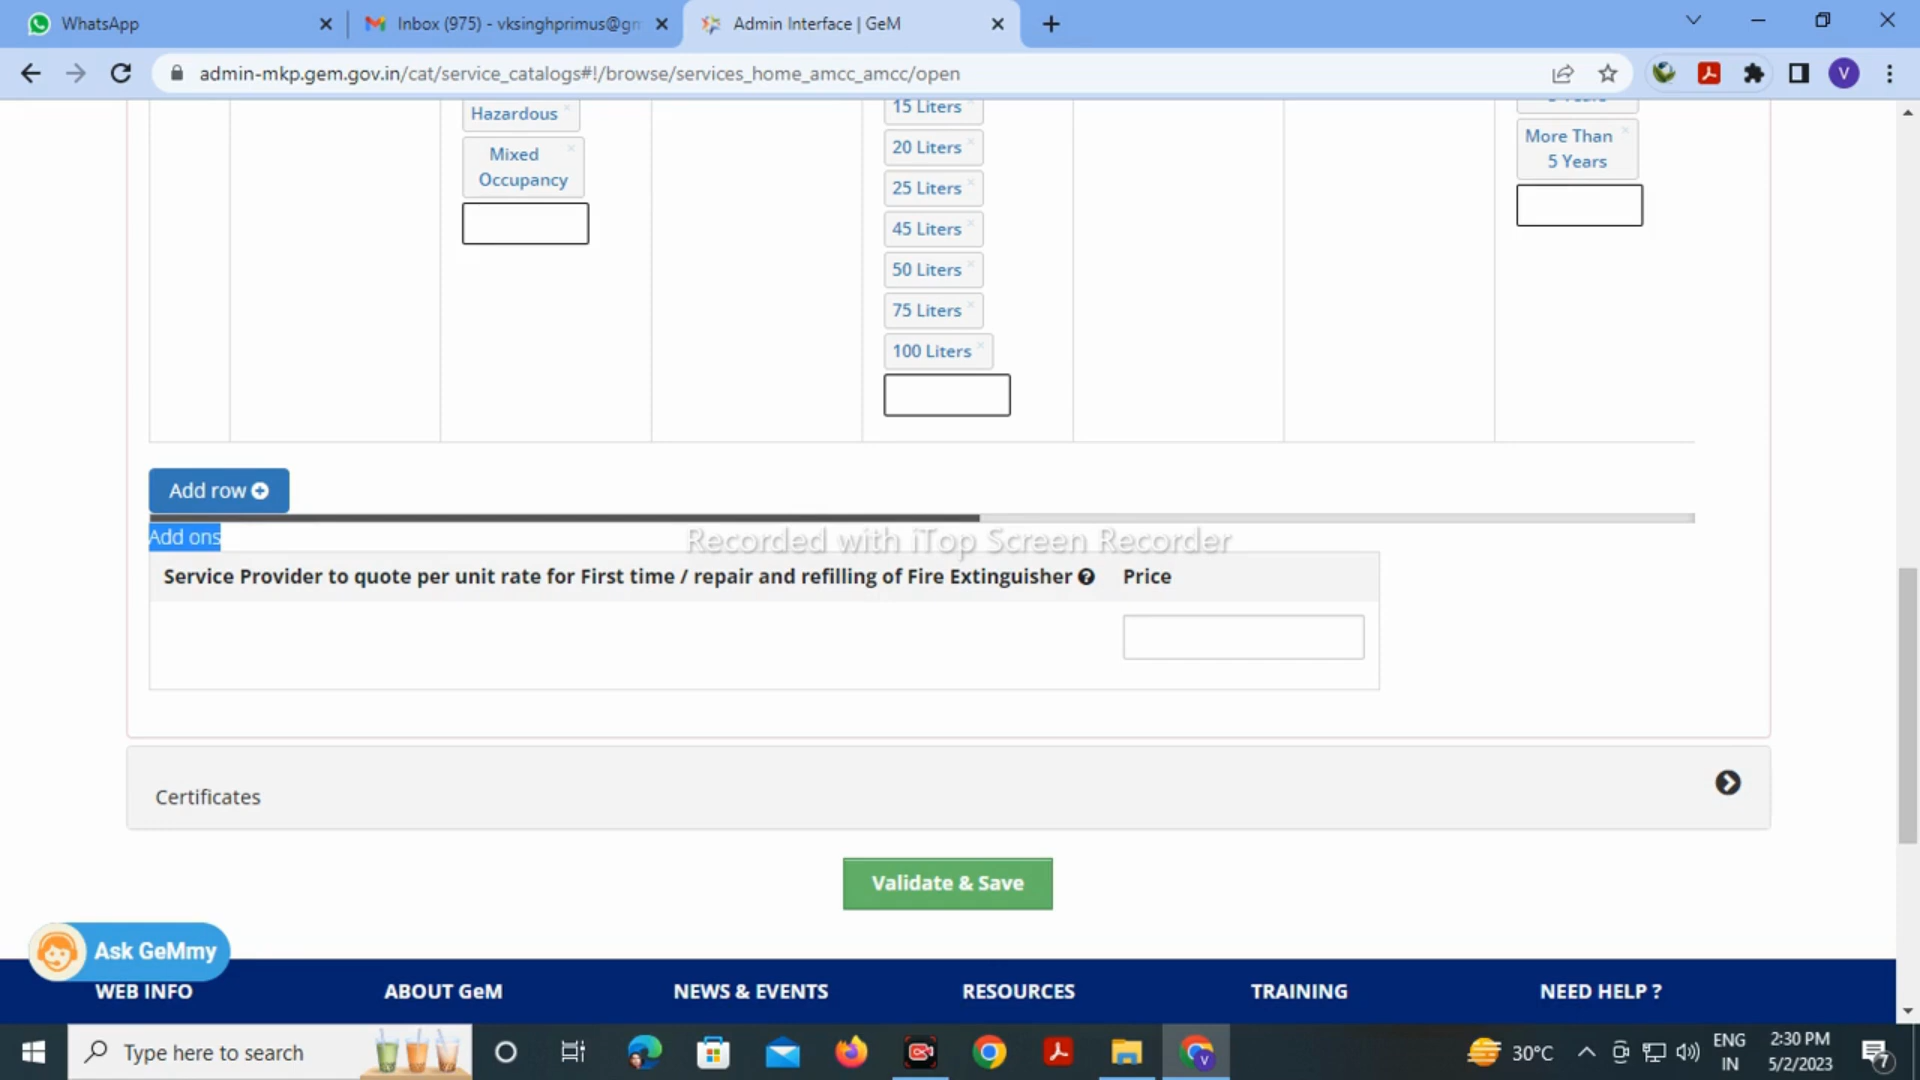 WhatsApp
Inbox (975) - vksinghprimus@gm
Admin Interface | GeM
admin-mkp.gem.gov.in/cat/service_catalogs#!/browse/services_home_amcc_amcc/open
V
Hazardous
Mixed
Occupancy
15 Liters
20 Liters
25 Liters
45 Liters
50 Liters
75 Liters
100 Liters
More Than
5 Years
Add row
Add ons
Recorded with iTop Screen Recorder
Service Provider to quote per unit rate for First time / repair and refilling of Fire Extinguisher
Price
Certificates
Validate & Save
Ask GeMmy
WEB INFO
ABOUT GeM
NEWS & EVENTS
RESOURCES
TRAINING
NEED HELP ?
Type here to search
V
30°C
ENG
IN
2:30 PM
5/2/2023
7